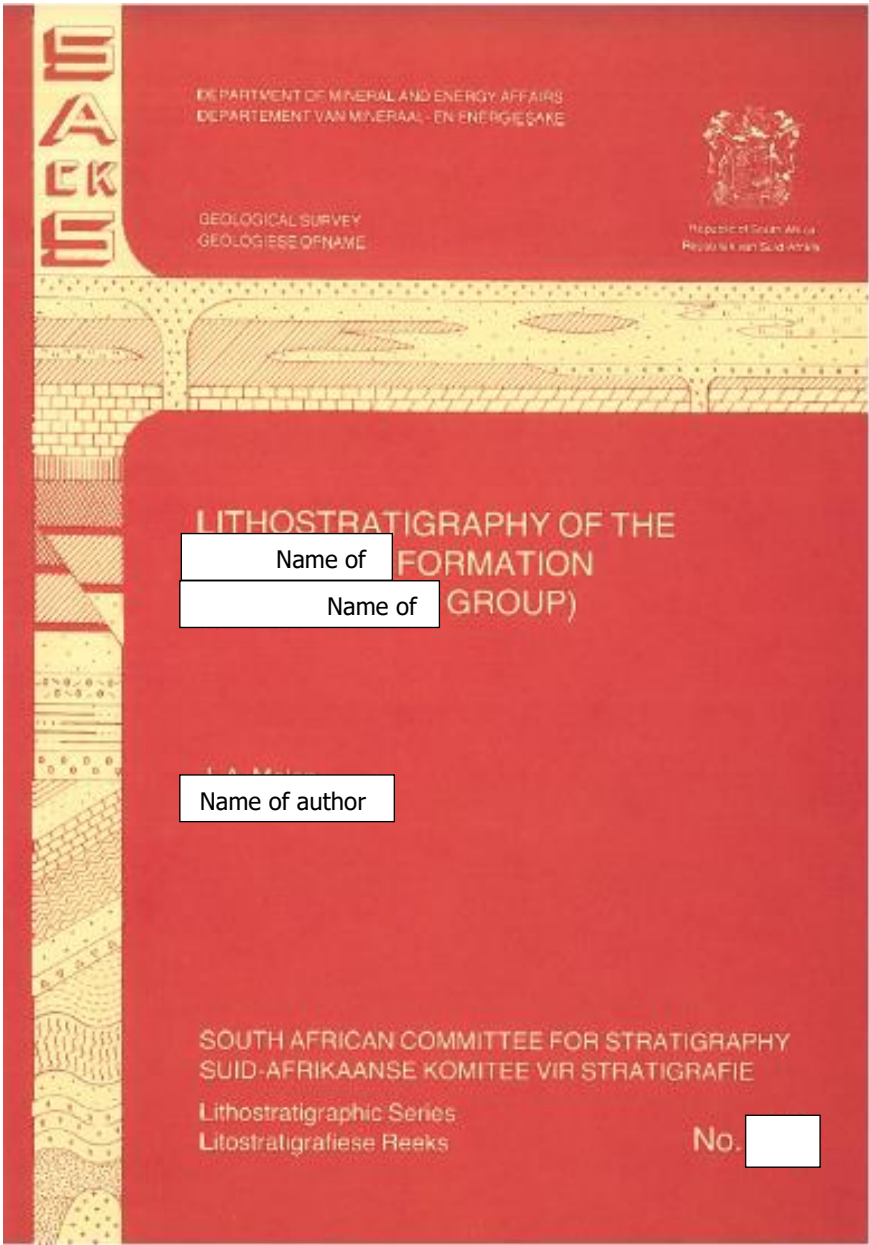 S
A
CK
S
DEPARTMENT OF MINERAL AND ENERGY AFFAIRS
DEPARTEMENT VAN MINERAAL- EN ENERGIESAKE
GEOLOGICAL SURVEY
GEOLOGIESE OPNAME
Republic of South Africa
Republiek van Suid-Afrika
LITHOSTRATIGRAPHY OF THE
Name of FORMATION
Name of GROUP)
Name of author
SOUTH AFRICAN COMMITTEE FOR STRATIGRAPHY
SUID-AFRIKAANSE KOMITEE VIR STRATIGRAFIE
Lithostratigraphic Series
Litostratigrafiese Reeks
No.